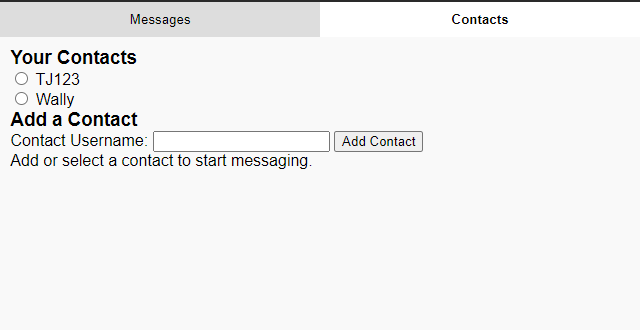 Messages Contacts
Your Contacts
TJ123
Wally
Add a Contact
Contact Username: Add Contact
Add or select a contact to start messaging.